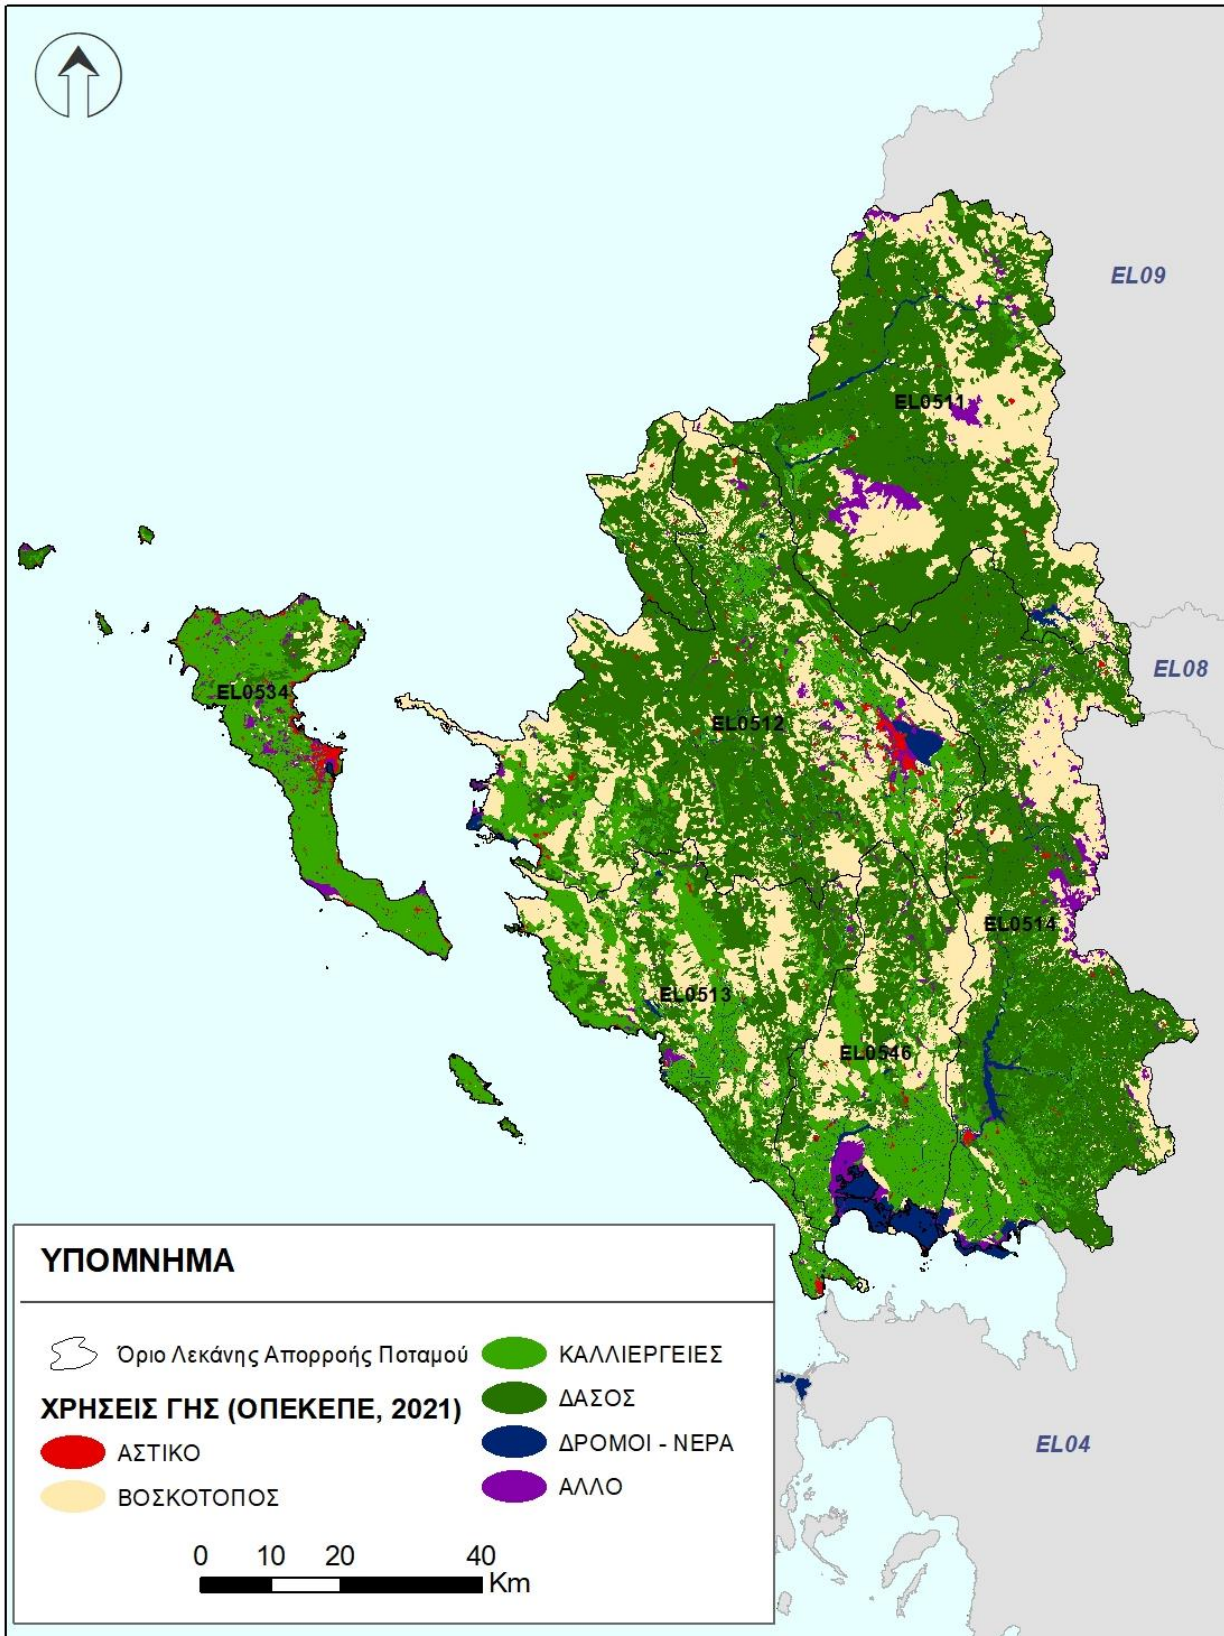 EL09
EL0511
EL08
EL0534
EL0512
EL0514
EL0513
EL0546
ΥΠΟΜΝΗΜΑ
Όριο Λεκάνης Απορροής Ποταμού
ΧΡΗΣΕΙΣ ΓΗΣ (ΟΠΕΚΕΠΕ, 2021)
ΑΣΤΙΚΟ
ΒΟΣΚΟΤΟΠΟΣ
ΚΑΛΛΙΕΡΓΕΙΕΣ
ΔΑΣΟΣ
ΔΡΟΜΟΙ - ΝΕΡΑ
ΑΛΛΟ
0 10 20 40
Km
EL04